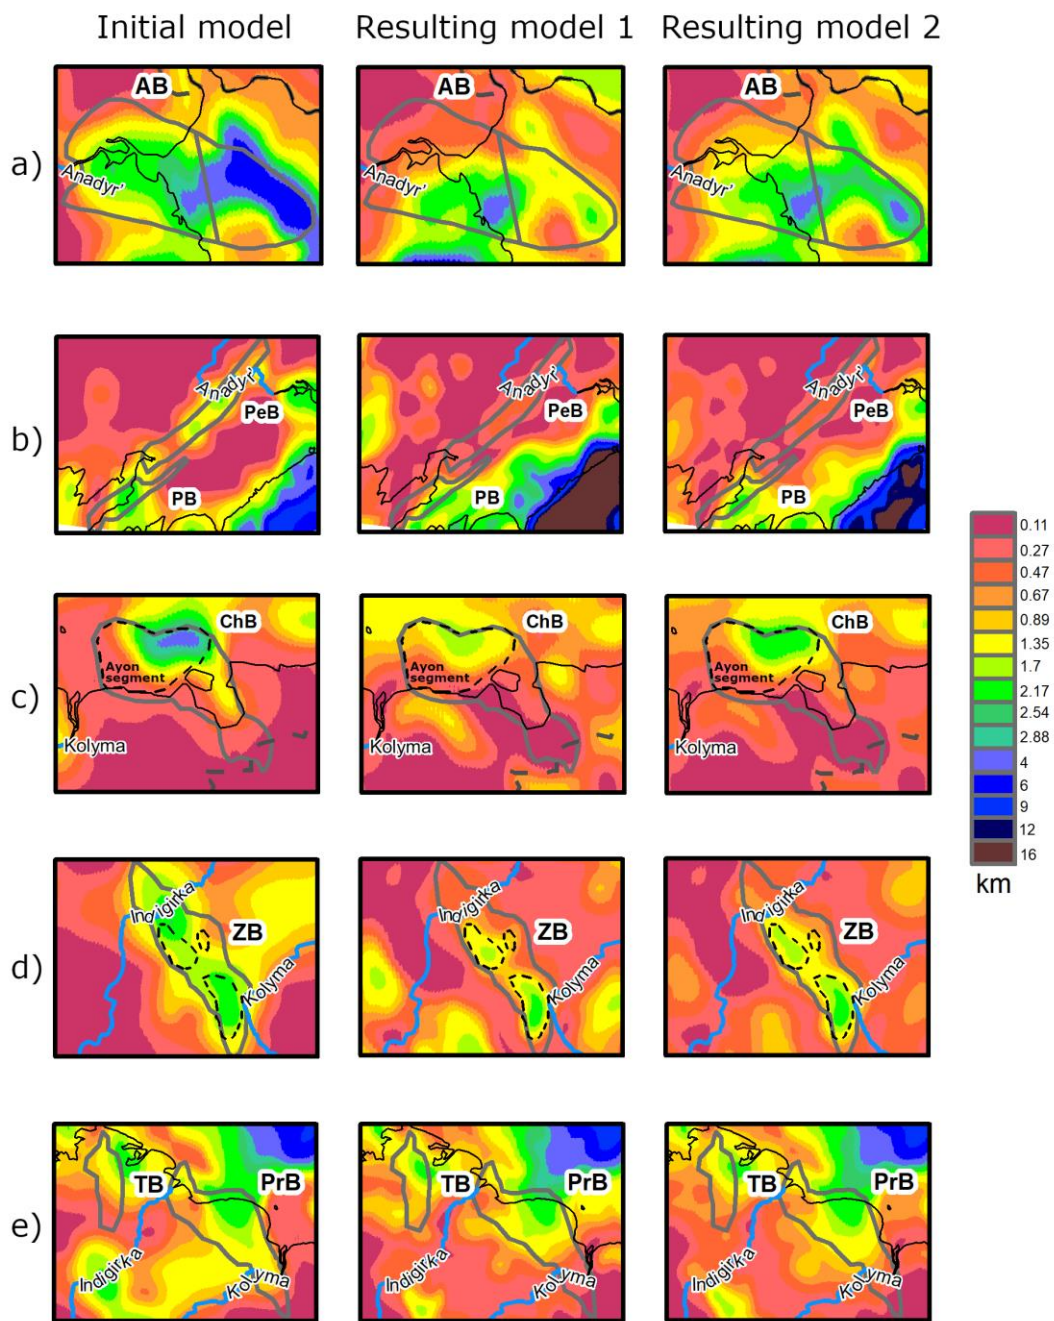 Initial model Resulting model 1 Resulting model 2
a)
AB AB AB
Anadyr' Anadyr' Anadyr'
b)
Anadyr' Anadyr' Anadyr'
PeB PeB PeB
PB PB PB
c)
ChB ChB ChB
Ayon segment Ayon segment Ayon segment
Kolyma Kolyma Kolyma
d)
Indigirka Indigirka Indigirka
ZB ZB ZB
Kolyma Kolyma Kolyma
e)
TB PrB TB PrB TB PrB
Indigirka Kolyma Indigirka Kolyma Indigirka Kolyma
0.11
0.27
0.47
0.67
0.89
1.35
1.7
2.17
2.54
2.88
4
6
9
12
16
km